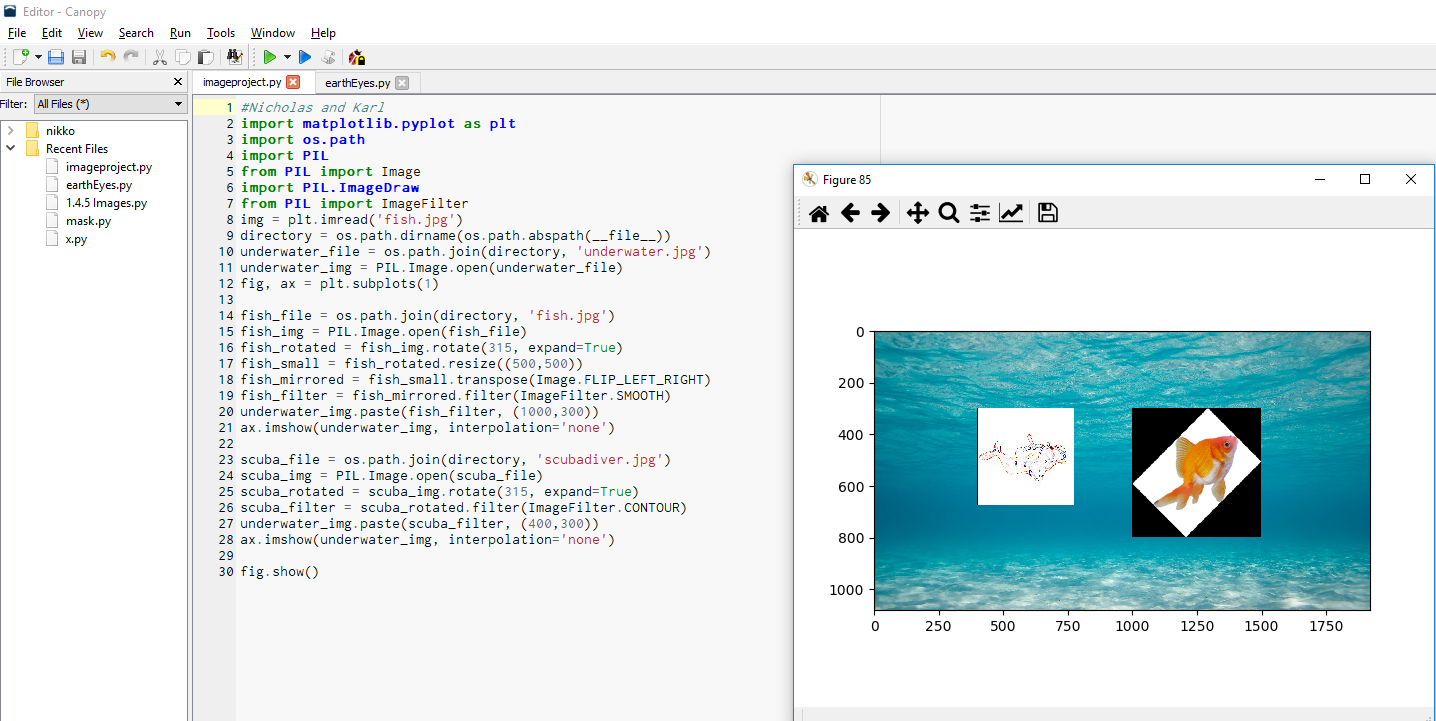 Editor - Canopy
File Edit View Search Run Tools Window Help
File Browser
imageproject.py
earthEyes.py
Filter: All Files (*)
nikko
Recent Files
imageproject.py
earthEyes.py
1.4.5 Images.py
mask.py
x.py
1 #Nicholas and Karl
2 import matplotlib.pyplot as plt
3 import os.path
4 import PIL
5 from PIL import Image
6 import PIL.ImageDraw
7 from PIL import ImageFilter
8 img = plt.imread('fish.jpg')
9 directory = os.path.dirname(os.path.abspath(__file__))
10 underwater_file = os.path.join(directory, 'underwater.jpg')
11 underwater_img = PIL.Image.open(underwater_file)
12 fig, ax = plt.subplots(1)
13
14 fish_file = os.path.join(directory, 'fish.jpg')
15 fish_img = PIL.Image.open(fish_file)
16 fish_rotated = fish_img.rotate(315, expand=True)
17 fish_small = fish_rotated.resize((500,500))
18 fish_mirrored = fish_small.transpose(Image.FLIP_LEFT_RIGHT)
19 fish_filter = fish_mirrored.filter(ImageFilter.SMOOTH)
20 underwater_img.paste(fish_filter, (1000,300))
21 ax.imshow(underwater_img, interpolation='none')
22
23 scuba_file = os.path.join(directory, 'scubadiver.jpg')
24 scuba_img = PIL.Image.open(scuba_file)
25 scuba_rotated = scuba_img.rotate(315, expand=True)
26 scuba_filter = scuba_rotated.filter(ImageFilter.CONTOUR)
27 underwater_img.paste(scuba_filter, (400,300))
28 ax.imshow(underwater_img, interpolation='none')
29
30 fig.show()
Figure 85
0
200
400
600
800
1000
0 250 500 750 1000 1250 1500 1750